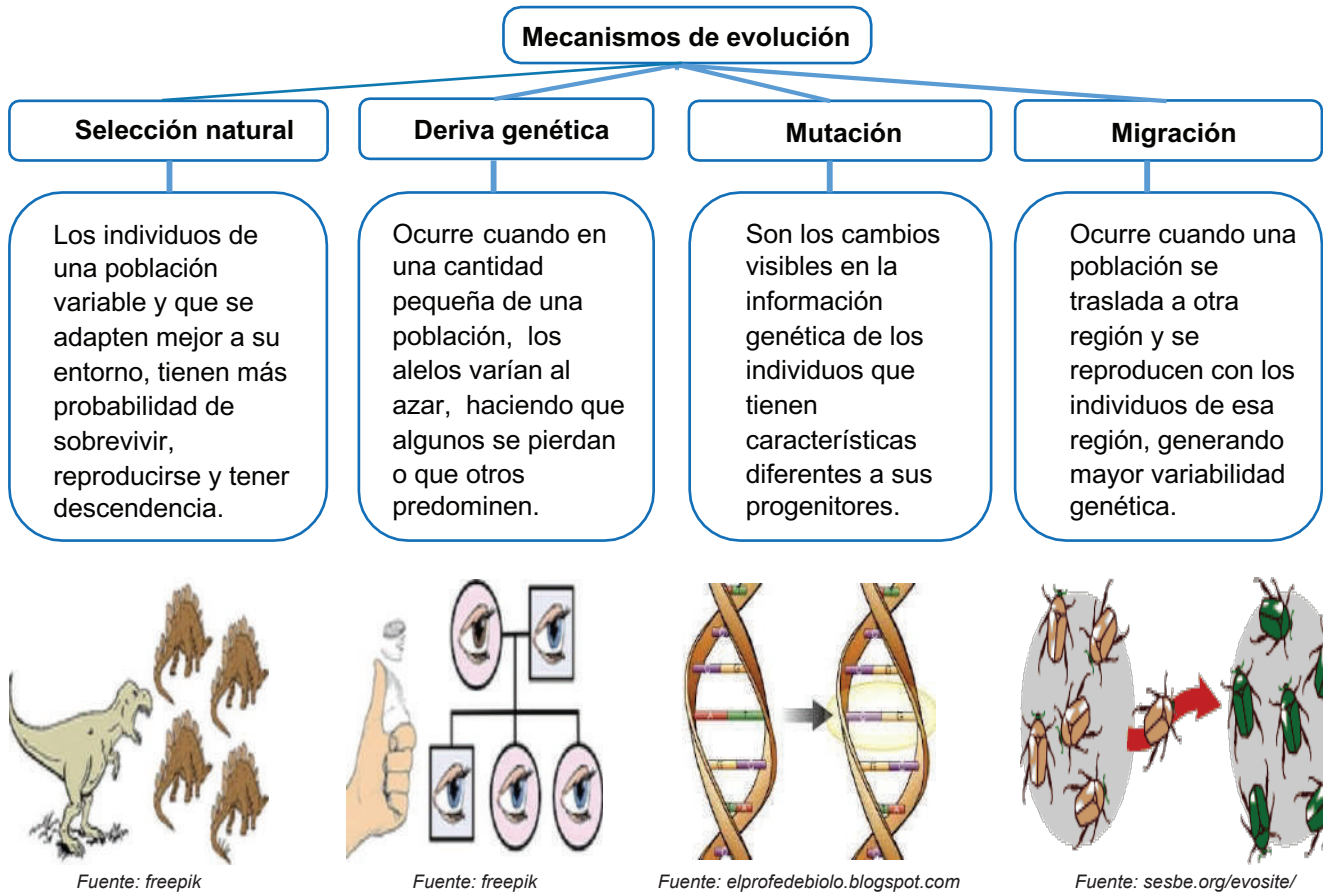 Mecanismos de evolución
Selección natural
Deriva genética
Mutación
Migración
Los individuos de
una población
variable y que se
adapten mejor a su
entorno, tienen más
probabilidad de
sobrevivir,
reproducirse y tener
descendencia.
Ocurre cuando en
una cantidad
pequeña de una
población, los
alelos varían al
azar, haciendo que
algunos se pierdan
o que otros
predominen.
Son los cambios
visibles en la
información
genética de los
individuos que
tienen
características
diferentes a sus
progenitores.
Ocurre cuando una
población se
traslada a otra
región y se
reproducen con los
individuos de esa
región, generando
mayor variabilidad
genética.
Fuente: freepik
Fuente: freepik
Fuente: elprofedebiolo.blogspot.com
Fuente: sesbe.org/evosite/